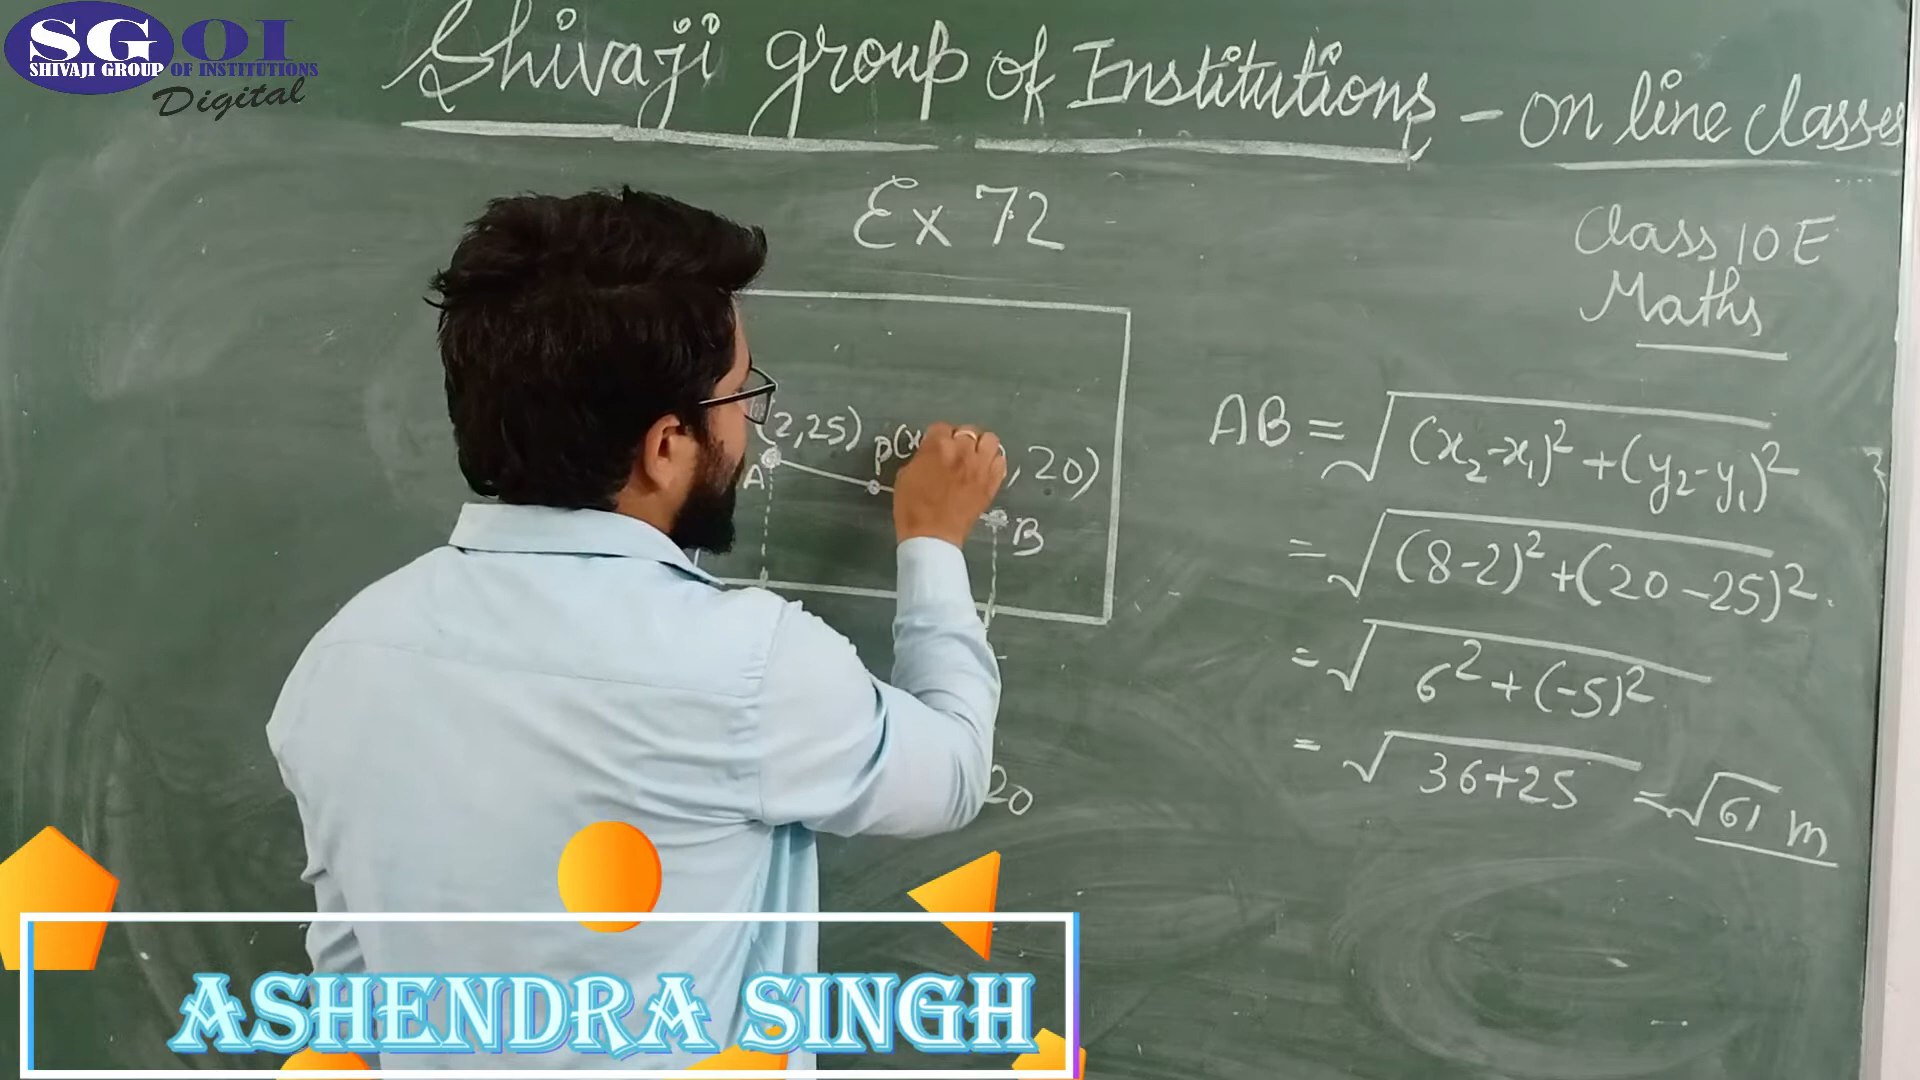 SGOI
SHIVAJI GROUP OF INSTITUTIONS
Digital
Shivaji group of Institutions - on line classes
Ex 72
Class 10 E
Maths
(2,25)
P(x
,20)
A
B
20
AB = √(x₂-x₁)² + (y₂-y₁)²
= √(8-2)² + (20-25)²
= √6² + (-5)²
= √36+25 = √61 m
ASHENDRA SINGH